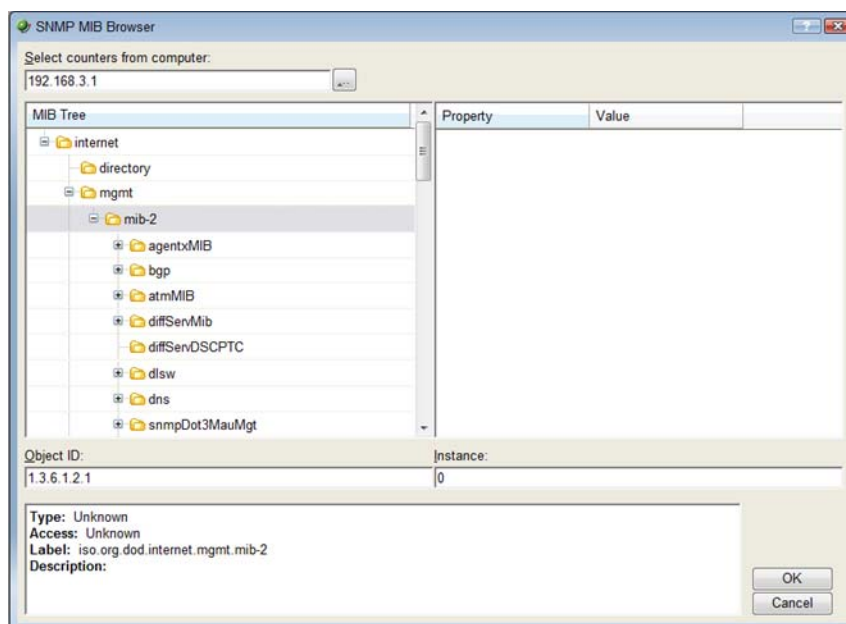 SNMP MIB Browser
Select counters from computer:
192.168.3.1
...
MIB Tree
Property Value
internet
directory
mgmt
mib-2
agentxMIB
bgp
atmMIB
diffServMib
diffServDSCPTC
dlsw
dns
snmpDot3MauMgt
Object ID: Instance:
1.3.6.1.2.1 0
Type: Unknown
Access: Unknown
Label: iso.org.dod.internet.mgmt.mib-2
Description:
OK
Cancel